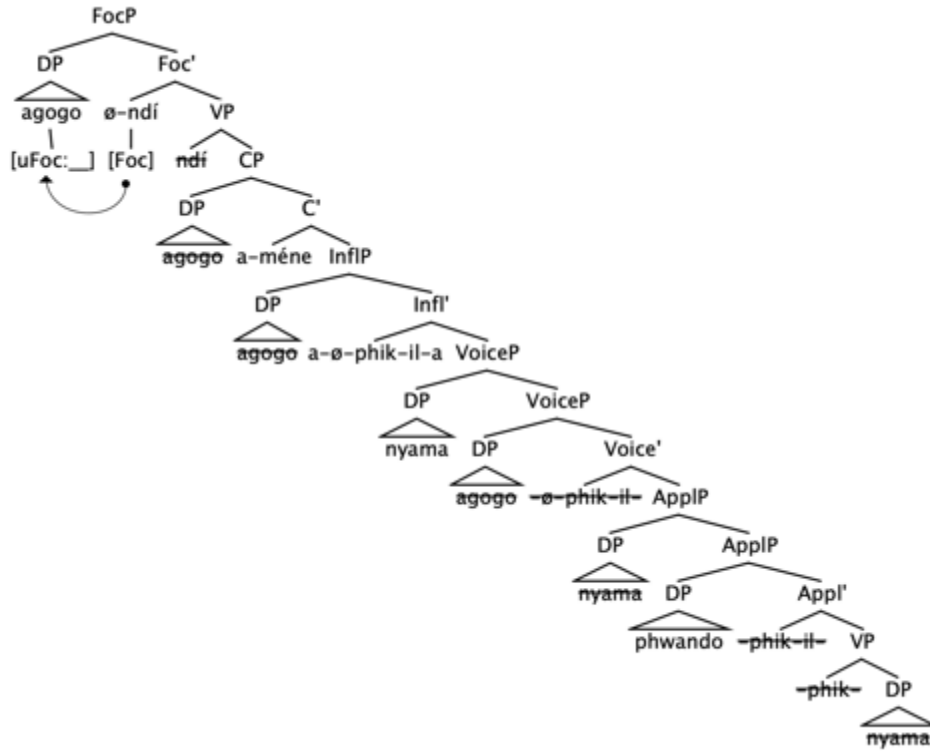 FocP
DP Foc'
agogo ø-ndí VP
[uFoc:__] [Foc] ndí CP
DP C'
agogo a-méne InflP
DP Infl'
agogo a-ø-phik-il-a VoiceP
DP VoiceP
nyama DP Voice'
agogo -ø-phik-il- ApplP
DP ApplP
nyama DP Appl'
phwando -phik-il- VP
-phik- DP
nyama